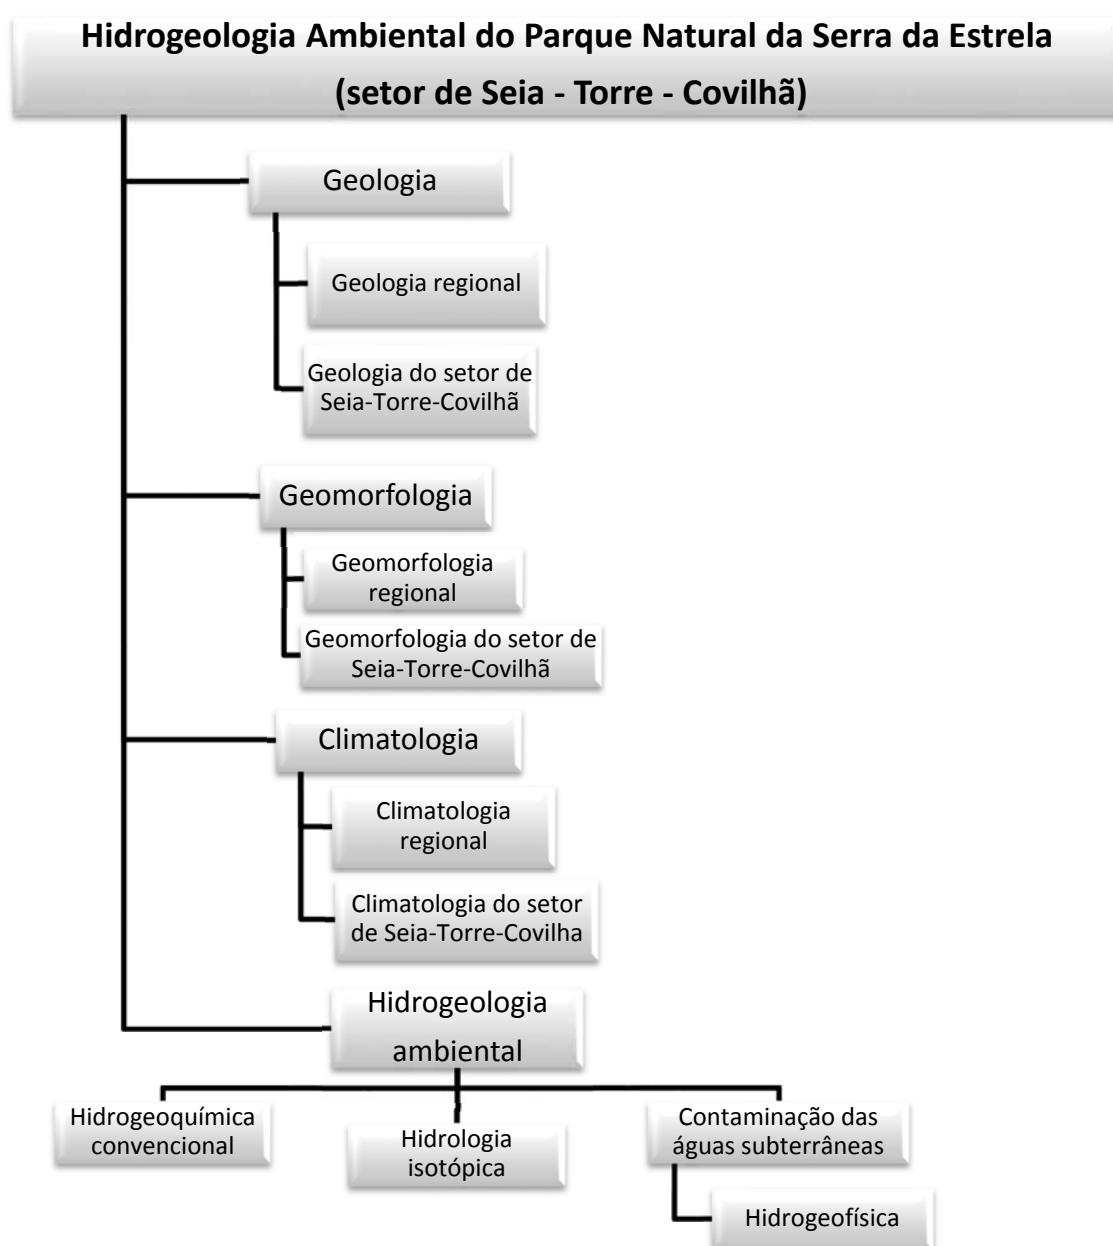 Hidrogeologia Ambiental do Parque Natural da Serra da Estrela
(setor de Seia - Torre - Covilhã)
Geologia
Geologia regional
Geologia do setor de
Seia-Torre-Covilhã
Geomorfologia
Geomorfologia
regional
Geomorfologia do setor de
Seia-Torre-Covilhã
Climatologia
Climatologia
regional
Climatologia do setor
de Seia-Torre-Covilha
Hidrogeologia
ambiental
Hidrogeoquímica
convencional
Hidrologia
isotópica
Contaminação das
águas subterrâneas
Hidrogeofísica